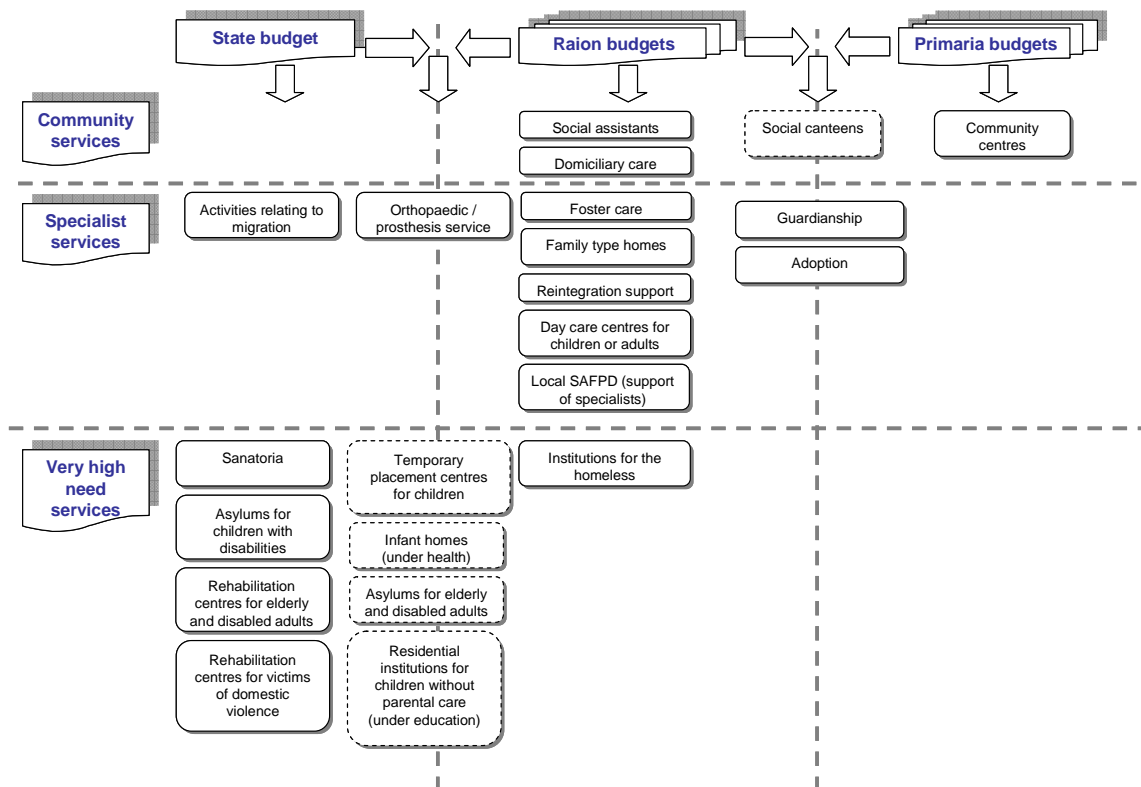 State budget
Raion budgets
Primaria budgets
Community
services
Social assistants
Domiciliary care
Social canteens
Community
centres
Specialist
services
Activities relating to
migration
Orthopaedic /
prosthesis service
Foster care
Family type homes
Reintegration support
Day care centres for
children or adults
Local SAFPD (support
of specialists)
Guardianship
Adoption
Very high
need
services
Sanatoria
Asylums for
children with
disabilities
Rehabilitation
centres for elderly
and disabled adults
Rehabilitation
centres for victims
of domestic
violence
Temporary
placement centres
for children
Infant homes
(under health)
Asylums for elderly
and disabled adults
Residential
institutions for
children without
parental care
(under education)
Institutions for the
homeless